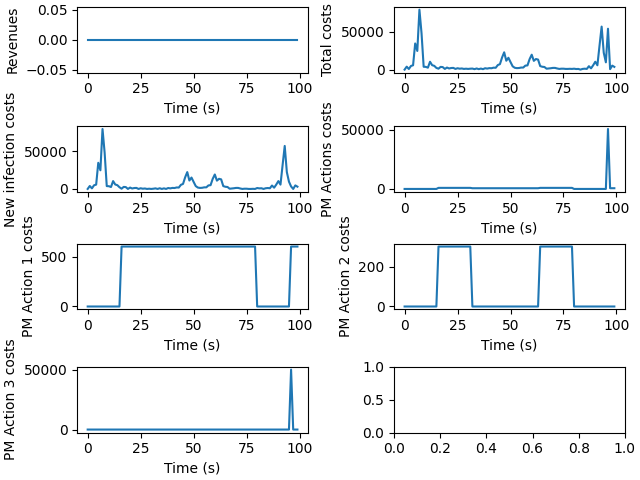 Revenues
0.05
0.00
−0.05
0 25 50 75 100
Time (s)
Total costs
50000
0
0 25 50 75 100
Time (s)
New infection costs
50000
0
0 25 50 75 100
Time (s)
PM Actions costs
50000
0
0 25 50 75 100
Time (s)
PM Action 1 costs
500
0
0 25 50 75 100
Time (s)
PM Action 2 costs
200
0
0 25 50 75 100
Time (s)
PM Action 3 costs
50000
0
0 25 50 75 100
Time (s)
1.0
0.5
0.0
0.0 0.2 0.4 0.6 0.8 1.0